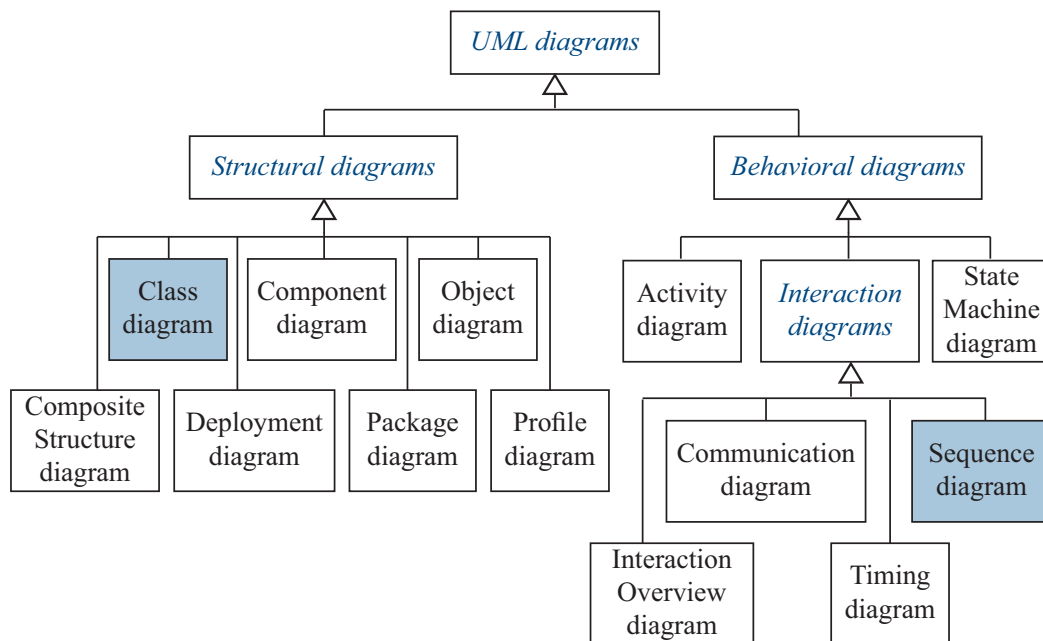 UML diagrams
Structural diagrams
Behavioral diagrams
Class
diagram
Component
diagram
Object
diagram
Activity
diagram
Interaction
diagrams
State
Machine
diagram
Composite
Structure
diagram
Deployment
diagram
Package
diagram
Profile
diagram
Communication
diagram
Sequence
diagram
Interaction
Overview
diagram
Timing
diagram